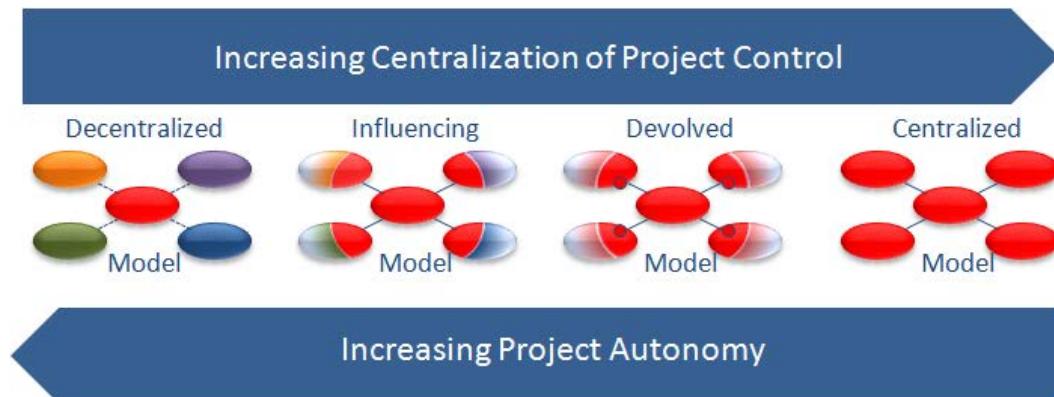 Increasing Centralization of Project Control
Decentralized
Influencing
Devolved
Centralized
Model
Model
Model
Model
Increasing Project Autonomy